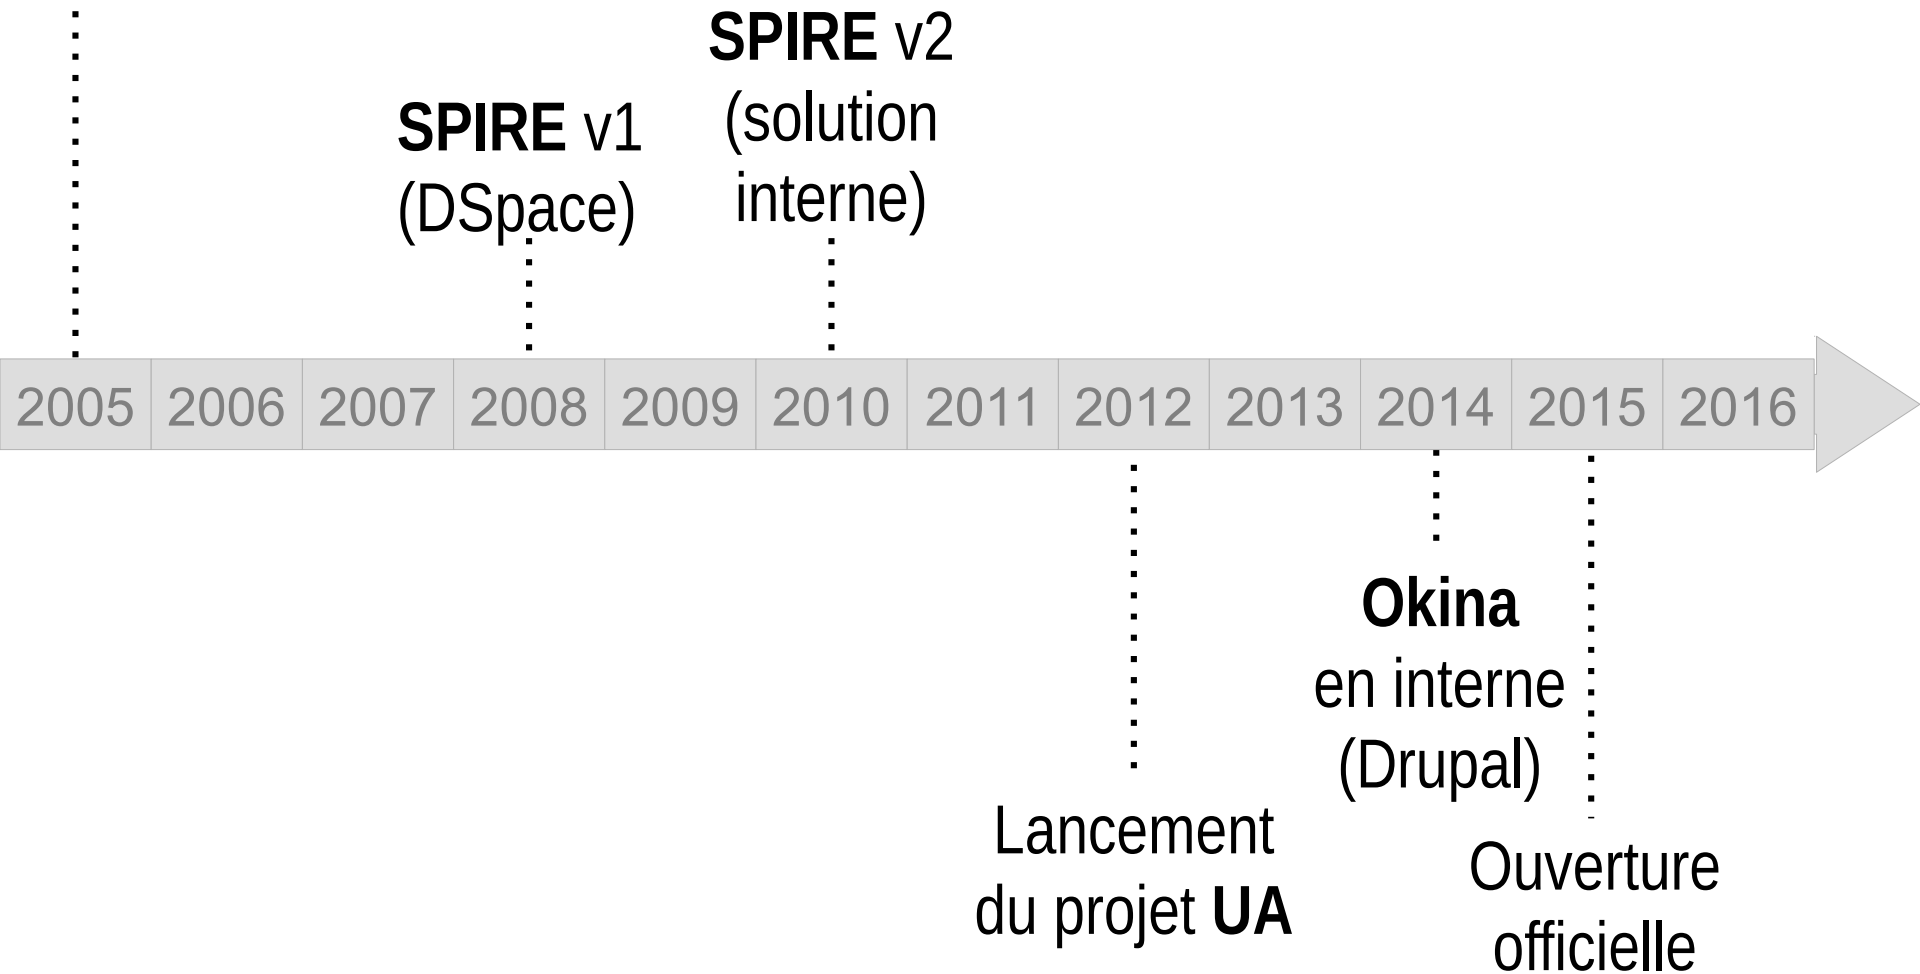 SPIRE v2
(solution
interne)
SPIRE v1
(DSpace)
2005 2006 2007 2008 2009 2010 2011 2012 2013 2014 2015 2016
Okina
en interne
(Drupal)
Lancement
du projet UA
Ouverture
officielle